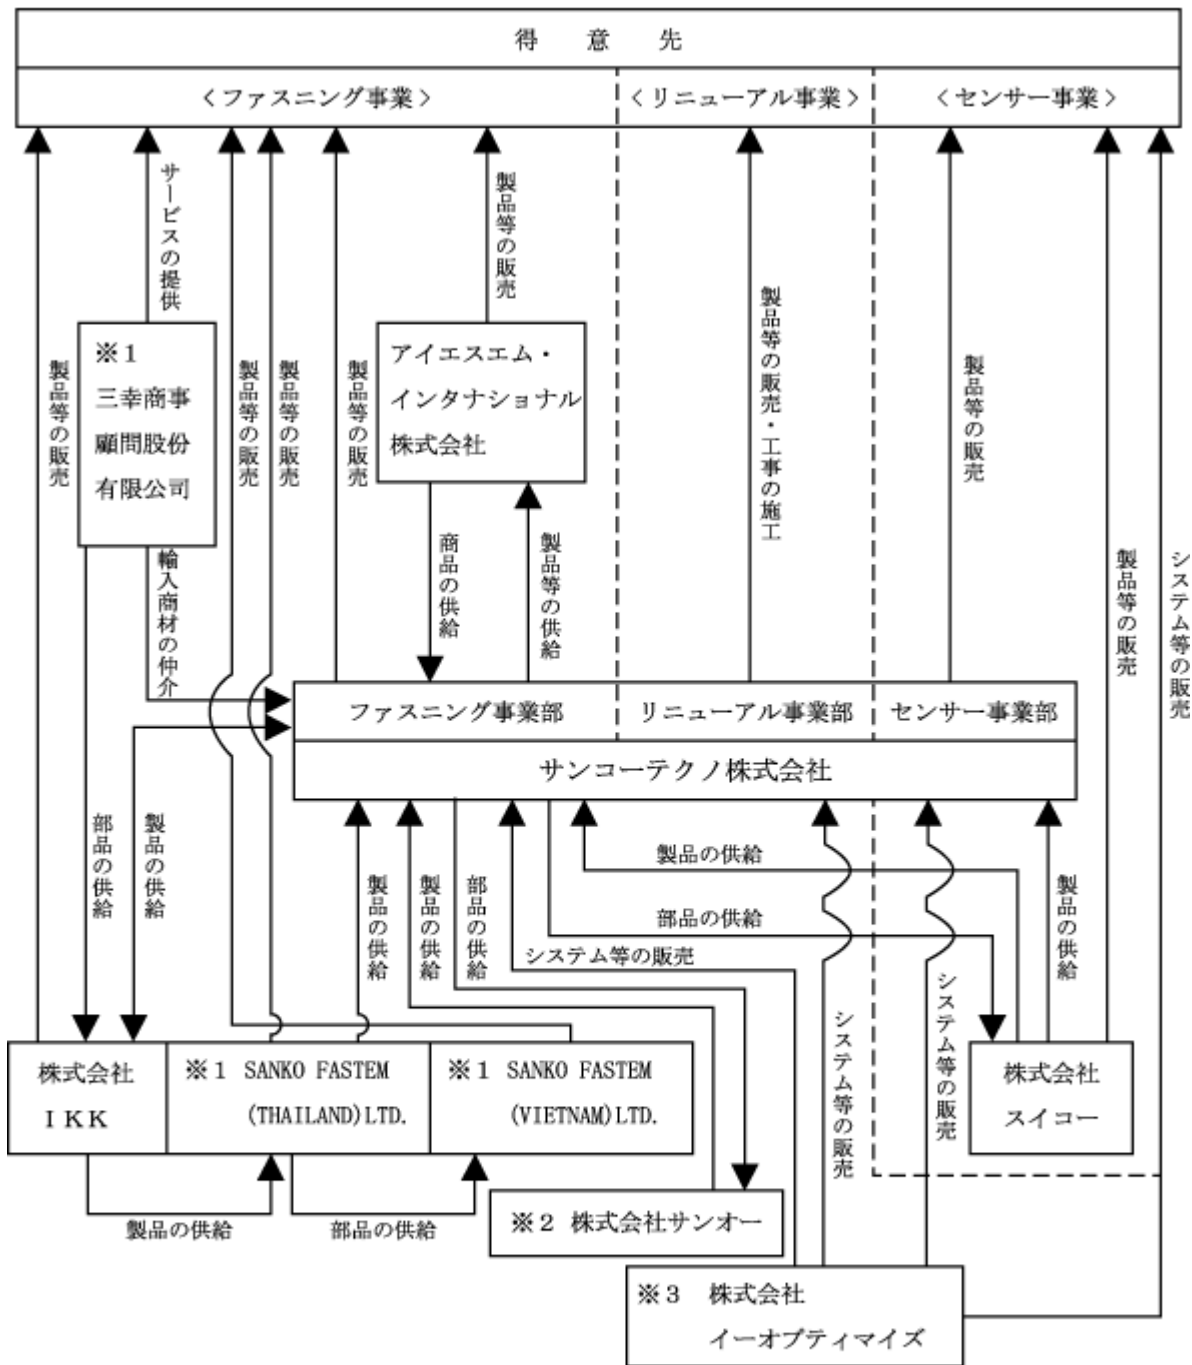 得意先
<ファスニング事業>
<リニューアル事業>
<センサー事業>
サービスの提供
製品等の販売
製品等の販売
※1
三幸商事
顧問股份
有限公司
製品等の販売
製品等の販売
製品等の販売
アイエスエム・
インタナショナル
株式会社
製品等の販売・工事の施工
製品等の販売
輸入商材の仲介
商品の供給
製品等の供給
製品等の販売
システム等の販売
ファスニング事業部
リニューアル事業部
センサー事業部
サンコーテクノ株式会社
部品の供給
製品の供給
製品の供給
製品の供給
部品の供給
製品の供給
部品の供給
システム等の販売
製品の供給
システム等の販売
システム等の販売
株式会社
IKK
※1 SANKO FASTEM
(THAILAND)LTD.
※1 SANKO FASTEM
(VIETNAM)LTD.
株式会社
スイコー
製品の供給
部品の供給
※2 株式会社サンオー
※3 株式会社
イーオプティマイズ